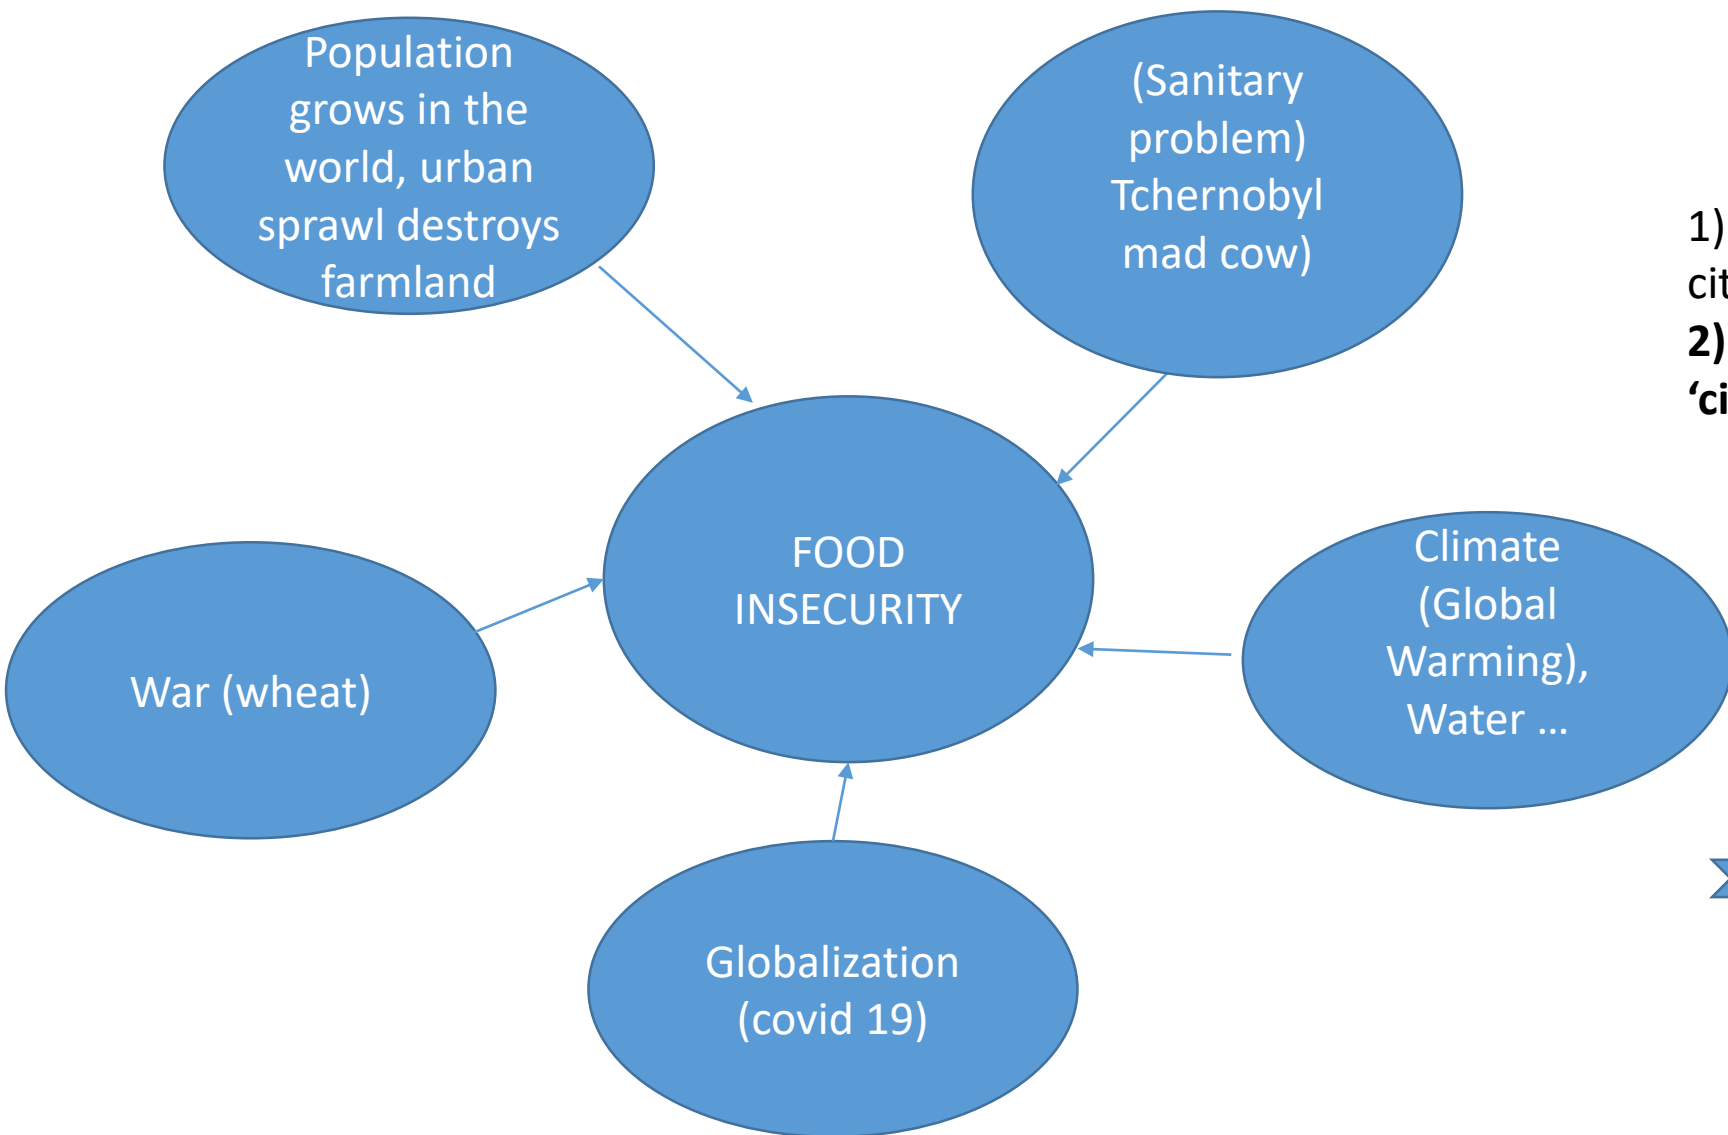 Population
grows in the
world, urban
sprawl destroys
farmland
(Sanitary
problem)
Tchernobyl
mad cow)
1)
2)
FOOD
INSECURITY
Climate
(Global
Warming),
Water ...
War (wheat)
Globalization
(covid 19)